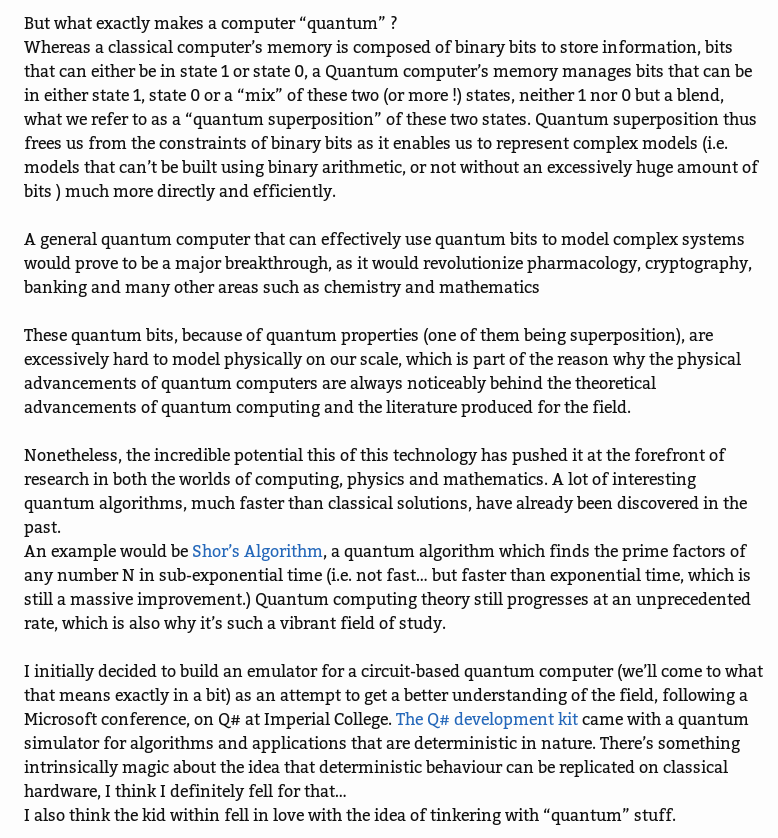 But what exactly makes a computer “quantum” ?
Whereas a classical computer’s memory is composed of binary bits to store information, bits
that can either be in state 1 or state 0, a Quantum computer’s memory manages bits that can be
in either state 1, state 0 or a “mix” of these two (or more !) states, neither 1 nor 0 but a blend,
what we refer to as a “quantum superposition” of these two states. Quantum superposition thus
frees us from the constraints of binary bits as it enables us to represent complex models (i.e.
models that can’t be built using binary arithmetic, or not without an excessively huge amount of
bits ) much more directly and efficiently.
A general quantum computer that can effectively use quantum bits to model complex systems
would prove to be a major breakthrough, as it would revolutionize pharmacology, cryptography,
banking and many other areas such as chemistry and mathematics
These quantum bits, because of quantum properties (one of them being superposition), are
excessively hard to model physically on our scale, which is part of the reason why the physical
advancements of quantum computers are always noticeably behind the theoretical
advancements of quantum computing and the literature produced for the field.
Nonetheless, the incredible potential this of this technology has pushed it at the forefront of
research in both the worlds of computing, physics and mathematics. A lot of interesting
quantum algorithms, much faster than classical solutions, have already been discovered in the
past.
An example would be Shor’s Algorithm, a quantum algorithm which finds the prime factors of
any number N in sub-exponential time (i.e. not fast… but faster than exponential time, which is
still a massive improvement.) Quantum computing theory still progresses at an unprecedented
rate, which is also why it’s such a vibrant field of study.
I initially decided to build an emulator for a circuit-based quantum computer (we’ll come to what
that means exactly in a bit) as an attempt to get a better understanding of the field, following a
Microsoft conference, on Q# at Imperial College. The Q# development kit came with a quantum
simulator for algorithms and applications that are deterministic in nature. There’s something
intrinsically magic about the idea that deterministic behaviour can be replicated on classical
hardware, I think I definitely fell for that…
I also think the kid within fell in love with the idea of tinkering with “quantum” stuff.